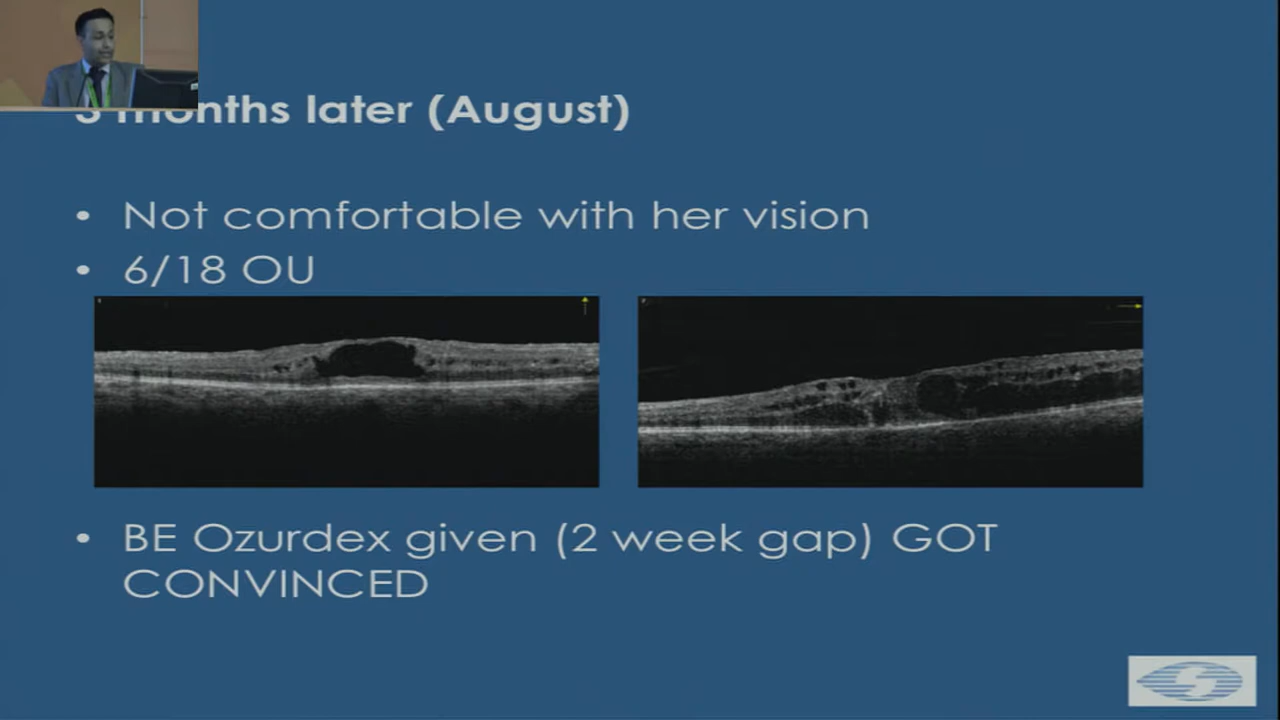 months later (August)
• Not comfortable with her vision
• 6/18 OU
• BE Ozurdex given (2 week gap) GOT
CONVINCED